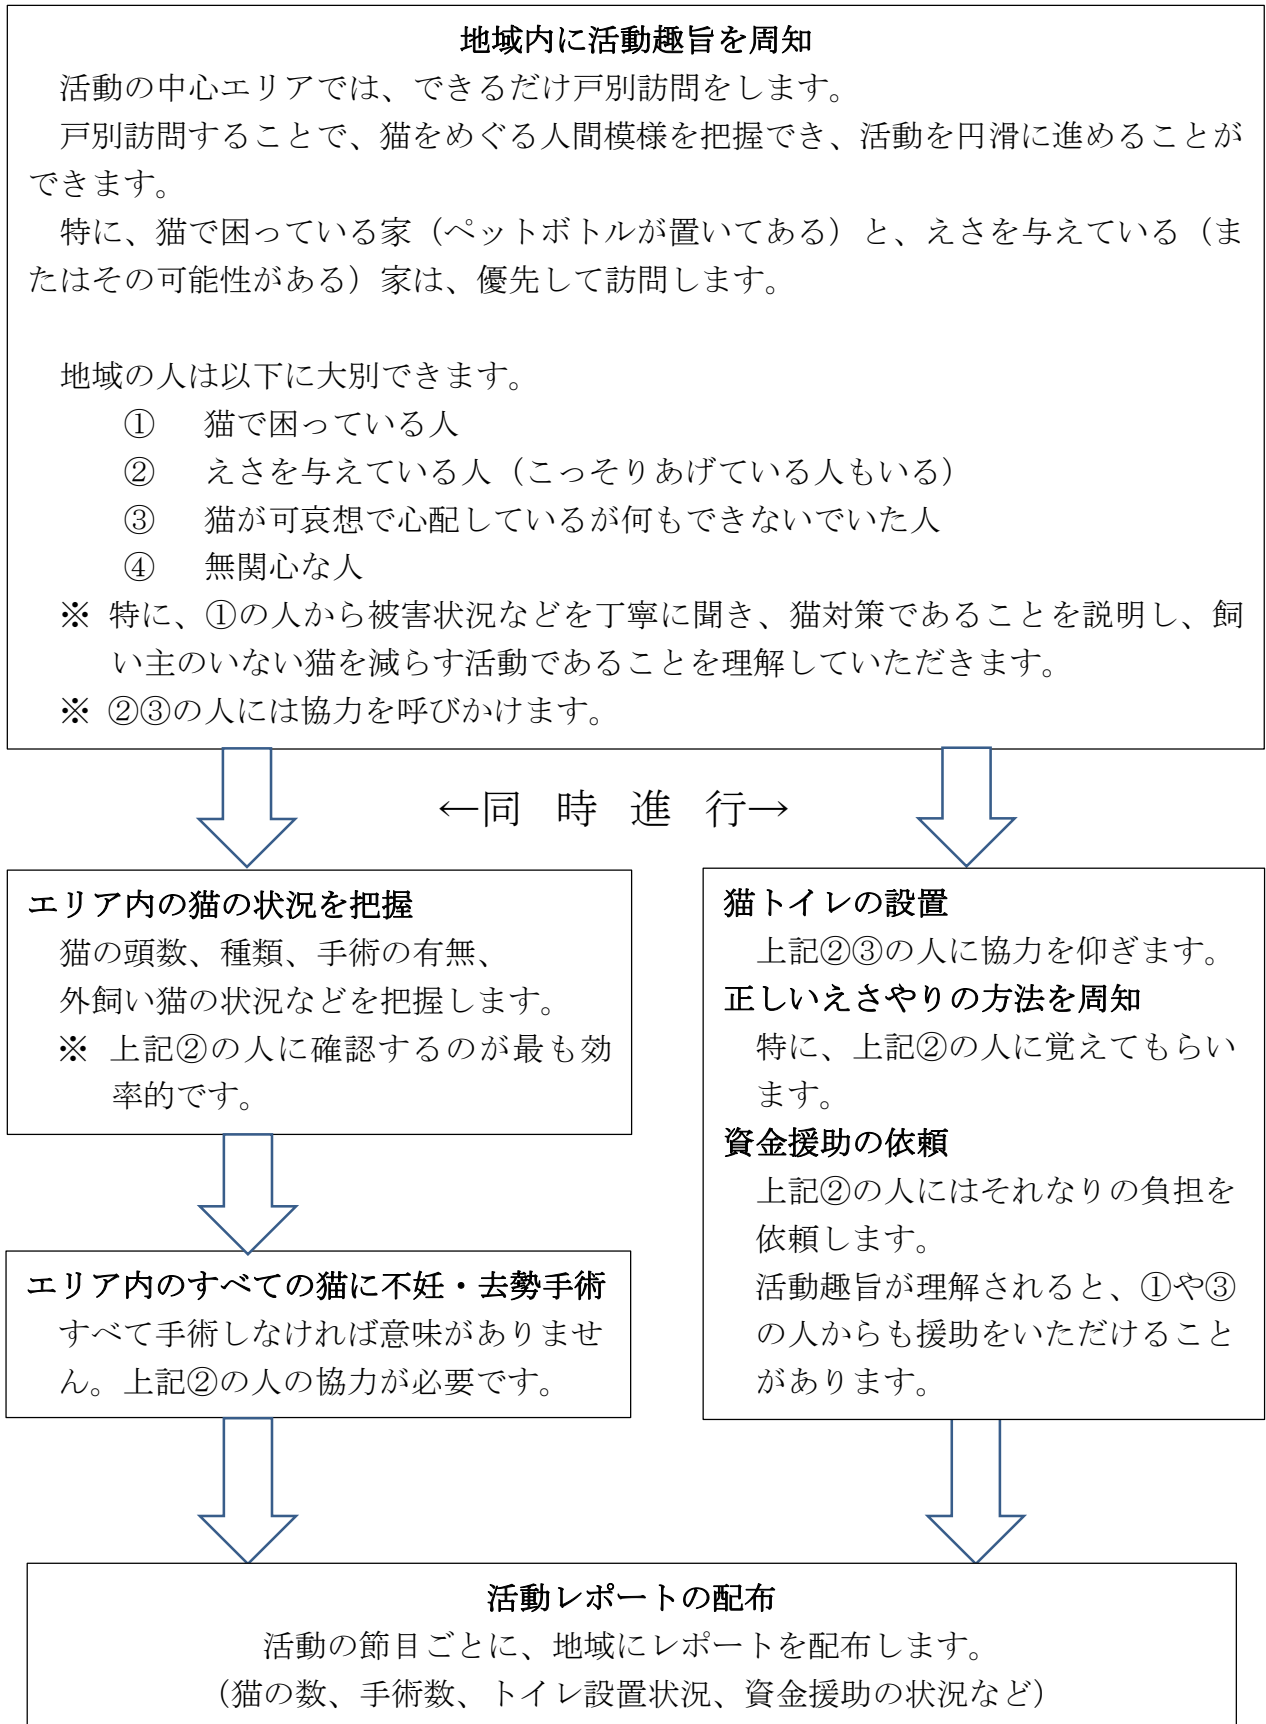 地域内に活動趣旨を周知
活動の中心エリアでは、できるだけ戸別訪問をします。
戸別訪問することで、猫をめぐる人間模様を把握でき、活動を円滑に進めることが
できます。
特に、猫で困っている家（ペットボトルが置いてある）と、えさを与えている（ま
たはその可能性がある）家は、優先して訪問します。
地域の人は以下に大別できます。
① 猫で困っている人
② えさを与えている人（こっそりあげている人もいる）
③ 猫が可哀想で心配しているが何もできないでいた人
④ 無関心な人
※ 特に、①の人から被害状況などを丁寧に聞き、猫対策であることを説明し、飼
い主のいない猫を減らす活動であることを理解していただきます。
※ ②③の人には協力を呼びかけます。
←同 時 進 行→
エリア内の猫の状況を把握
猫の頭数、種類、手術の有無、
外飼い猫の状況などを把握します。
※ 上記②の人に確認するのが最も効
率的です。
エリア内のすべての猫に不妊・去勢手術
すべて手術しなければ意味がありませ
ん。上記②の人の協力が必要です。
猫トイレの設置
上記②③の人に協力を仰ぎます。
正しいえさやりの方法を周知
特に、上記②の人に覚えてもらい
ます。
資金援助の依頼
上記②の人にはそれなりの負担を
依頼します。
活動趣旨が理解されると、①や③
の人からも援助をいただけること
があります。
活動レポートの配布
活動の節目ごとに、地域にレポートを配布します。
（猫の数、手術数、トイレ設置状況、資金援助の状況など）